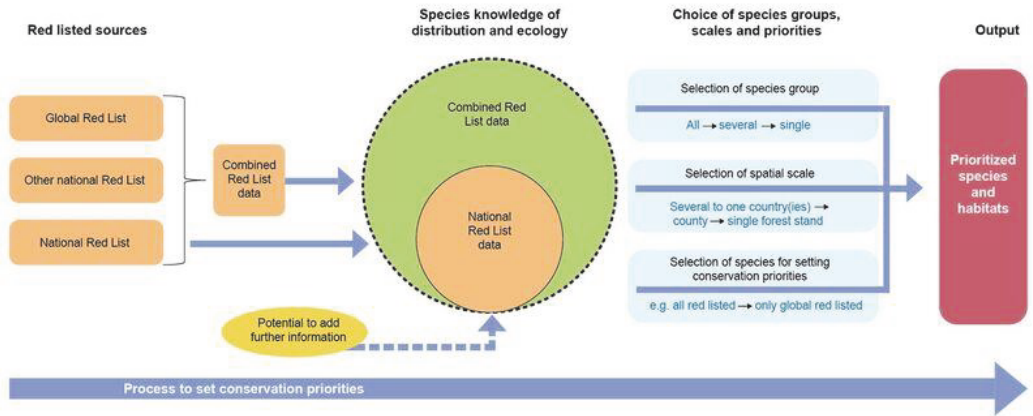 Red listed sources
Species knowledge of
distribution and ecology
Choice of species groups,
scales and priorities
Output
Global Red List
Other national Red List
National Red List
Combined
Red List
data
Combined Red
List data
National
Red List
data
Potential to add
further information
Selection of species group
All → several → single
Selection of spatial scale
Several to one country(ies) →
county → single forest stand
Selection of species for setting
conservation priorities
e.g. all red listed → only global red listed
Prioritized
species
and
habitats
Process to set conservation priorities